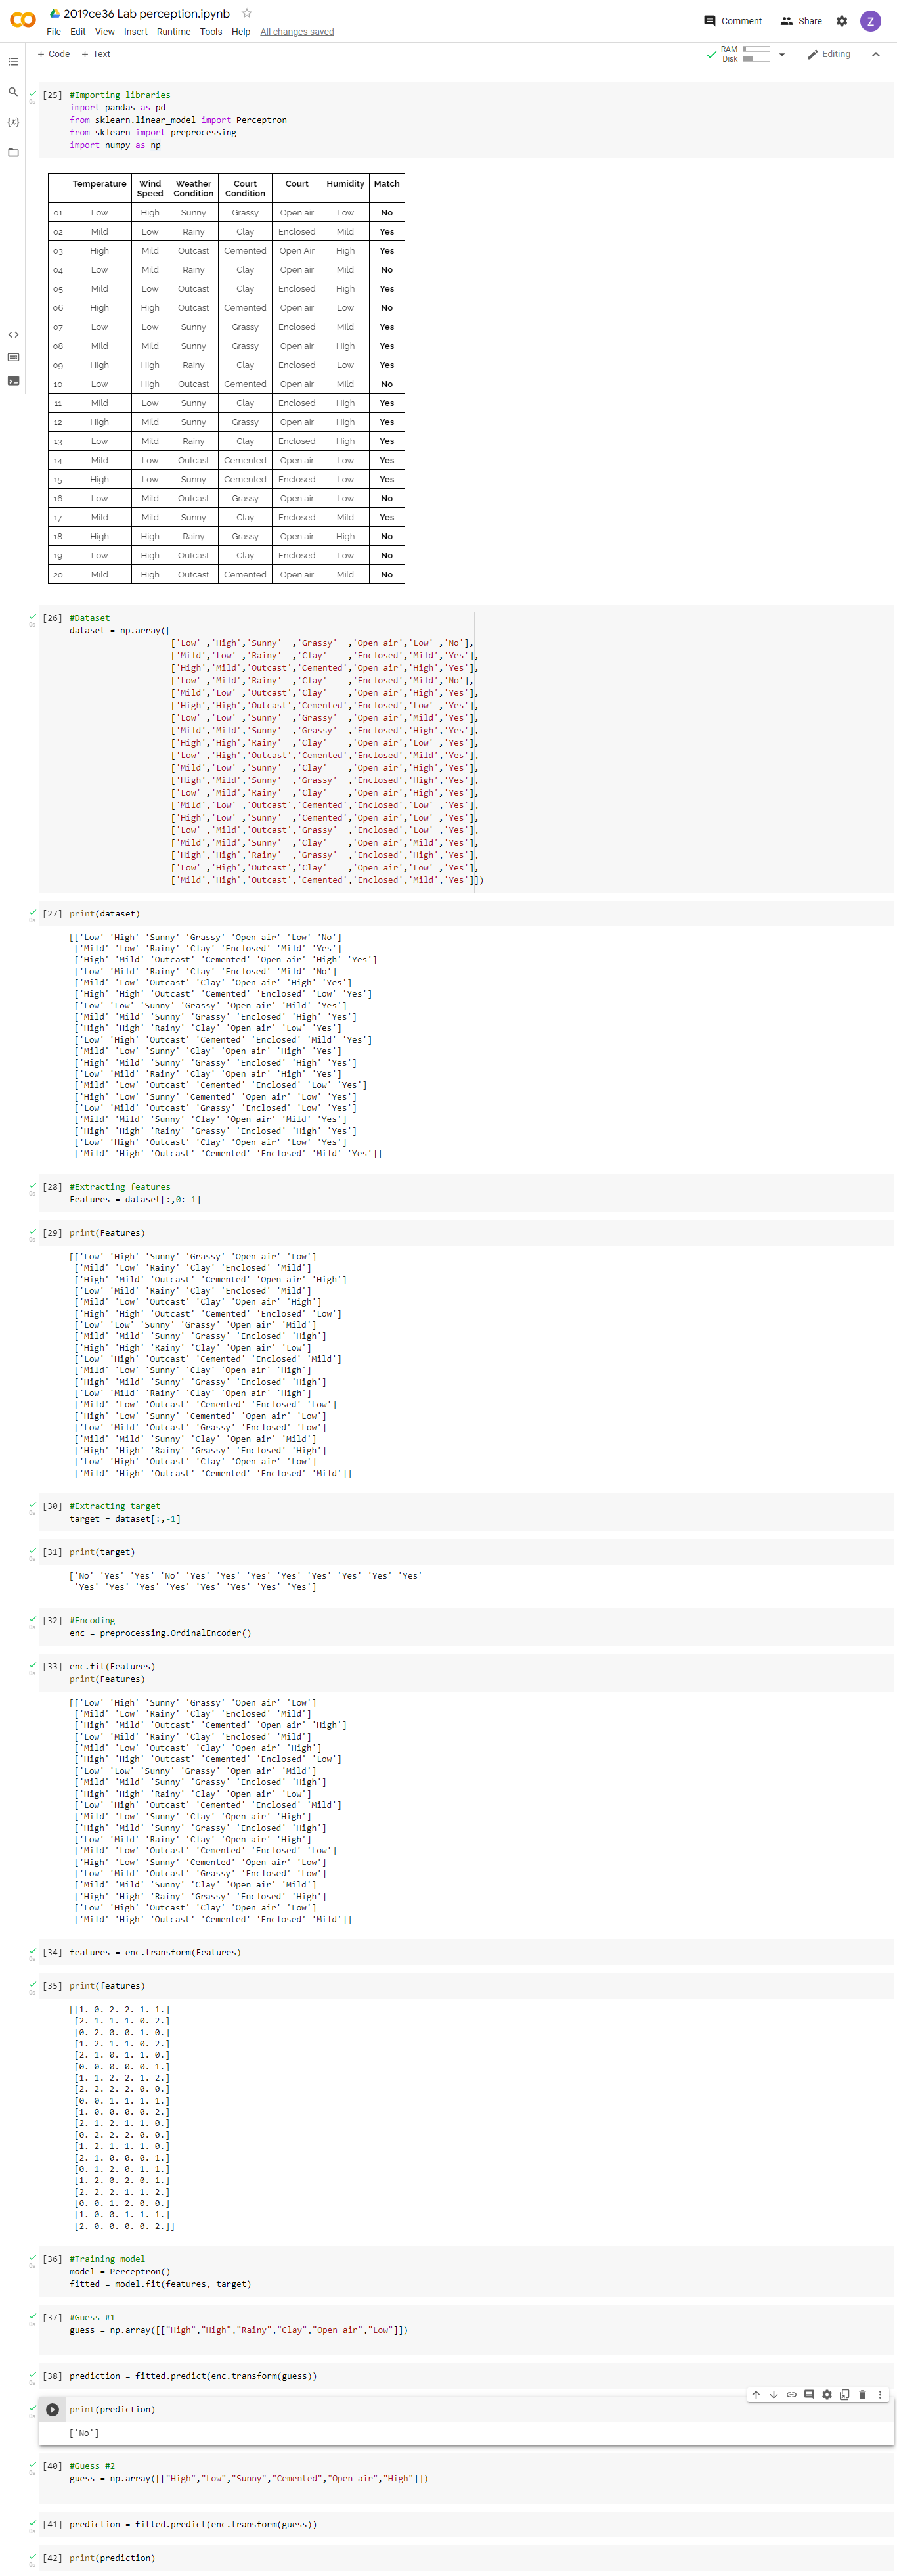 2019ce36 Lab perception.ipynb
File Edit View Insert Runtime Tools Help All changes saved
Comment Share Z
+ Code + Text
RAM
Disk
Editing
[25] #Importing libraries
import pandas as pd
from sklearn.linear_model import Perceptron
from sklearn import preprocessing
import numpy as np
Temperature Wind Speed Weather Condition Court Condition Court Humidity Match
01 Low High Sunny Grassy Open air Low No
02 Mild Low Rainy Clay Enclosed Mild Yes
03 High Mild Outcast Cemented Open Air High Yes
04 Low Mild Rainy Clay Open air Mild No
05 Mild Low Outcast Clay Enclosed High Yes
06 High High Outcast Cemented Open air Low No
07 Low Low Sunny Grassy Enclosed Mild Yes
08 Mild Mild Sunny Grassy Open air High Yes
09 High High Rainy Clay Enclosed Low Yes
10 Low High Outcast Cemented Open air Mild No
11 Mild Low Sunny Clay Enclosed High Yes
12 High Mild Sunny Grassy Open air High Yes
13 Low Mild Rainy Clay Enclosed High Yes
14 Mild Low Outcast Cemented Open air Low Yes
15 High Low Sunny Cemented Enclosed Low Yes
16 Low Mild Outcast Grassy Open air Low No
17 Mild Mild Sunny Clay Enclosed Mild Yes
18 High High Rainy Grassy Open air High No
19 Low High Outcast Clay Enclosed Low No
20 Mild High Outcast Cemented Open air Mild No
[26] #Dataset
dataset = np.array([
['Low' ,'High','Sunny' ,'Grassy' ,'Open air','Low' ,'No'],
['Mild','Low' ,'Rainy' ,'Clay' ,'Enclosed','Mild','Yes'],
['High','Mild','Outcast','Cemented','Open air','High','Yes'],
['Low' ,'Mild','Rainy' ,'Clay' ,'Enclosed','Mild','No'],
['Mild','Low' ,'Outcast','Clay' ,'Open air','High','Yes'],
['High','High','Outcast','Cemented','Enclosed','Low' ,'Yes'],
['Low' ,'Low' ,'Sunny' ,'Grassy' ,'Open air','Mild','Yes'],
['Mild','Mild','Sunny' ,'Grassy' ,'Enclosed','High','Yes'],
['High','High','Rainy' ,'Clay' ,'Open air','Low' ,'Yes'],
['Low' ,'High','Outcast','Cemented','Enclosed','Mild','Yes'],
['Mild','Low' ,'Sunny' ,'Clay' ,'Open air','High','Yes'],
['High','Mild','Sunny' ,'Grassy' ,'Enclosed','High','Yes'],
['Low' ,'Mild','Rainy' ,'Clay' ,'Open air','High','Yes'],
['Mild','Low' ,'Outcast','Cemented','Enclosed','Low' ,'Yes'],
['High','Low' ,'Sunny' ,'Cemented','Open air','Low' ,'Yes'],
['Low' ,'Mild','Outcast','Grassy' ,'Enclosed','Low' ,'Yes'],
['Mild','Mild','Sunny' ,'Clay' ,'Open air','Mild','Yes'],
['High','High','Rainy' ,'Grassy' ,'Enclosed','High','Yes'],
['Low' ,'High','Outcast','Clay' ,'Open air','Low' ,'Yes'],
['Mild','High','Outcast','Cemented','Enclosed','Mild','Yes']])
[27] print(dataset)
[['Low' 'High' 'Sunny' 'Grassy' 'Open air' 'Low' 'No']
['Mild' 'Low' 'Rainy' 'Clay' 'Enclosed' 'Mild' 'Yes']
['High' 'Mild' 'Outcast' 'Cemented' 'Open air' 'High' 'Yes']
['Low' 'Mild' 'Rainy' 'Clay' 'Enclosed' 'Mild' 'No']
['Mild' 'Low' 'Outcast' 'Clay' 'Open air' 'High' 'Yes']
['High' 'High' 'Outcast' 'Cemented' 'Enclosed' 'Low' 'Yes']
['Low' 'Low' 'Sunny' 'Grassy' 'Open air' 'Mild' 'Yes']
['Mild' 'Mild' 'Sunny' 'Grassy' 'Enclosed' 'High' 'Yes']
['High' 'High' 'Rainy' 'Clay' 'Open air' 'Low' 'Yes']
['Low' 'High' 'Outcast' 'Cemented' 'Enclosed' 'Mild' 'Yes']
['Mild' 'Low' 'Sunny' 'Clay' 'Open air' 'High' 'Yes']
['High' 'Mild' 'Sunny' 'Grassy' 'Enclosed' 'High' 'Yes']
['Low' 'Mild' 'Rainy' 'Clay' 'Open air' 'High' 'Yes']
['Mild' 'Low' 'Outcast' 'Cemented' 'Enclosed' 'Low' 'Yes']
['High' 'Low' 'Sunny' 'Cemented' 'Open air' 'Low' 'Yes']
['Low' 'Mild' 'Outcast' 'Grassy' 'Enclosed' 'Low' 'Yes']
['Mild' 'Mild' 'Sunny' 'Clay' 'Open air' 'Mild' 'Yes']
['High' 'High' 'Rainy' 'Grassy' 'Enclosed' 'High' 'Yes']
['Low' 'High' 'Outcast' 'Clay' 'Open air' 'Low' 'Yes']
['Mild' 'High' 'Outcast' 'Cemented' 'Enclosed' 'Mild' 'Yes']]
[28] #Extracting features
Features = dataset[:,0:-1]
[29] print(Features)
[['Low' 'High' 'Sunny' 'Grassy' 'Open air' 'Low']
['Mild' 'Low' 'Rainy' 'Clay' 'Enclosed' 'Mild']
['High' 'Mild' 'Outcast' 'Cemented' 'Open air' 'High']
['Low' 'Mild' 'Rainy' 'Clay' 'Enclosed' 'Mild']
['Mild' 'Low' 'Outcast' 'Clay' 'Open air' 'High']
['High' 'High' 'Outcast' 'Cemented' 'Enclosed' 'Low']
['Low' 'Low' 'Sunny' 'Grassy' 'Open air' 'Mild']
['Mild' 'Mild' 'Sunny' 'Grassy' 'Enclosed' 'High']
['High' 'High' 'Rainy' 'Clay' 'Open air' 'Low']
['Low' 'High' 'Outcast' 'Cemented' 'Enclosed' 'Mild']
['Mild' 'Low' 'Sunny' 'Clay' 'Open air' 'High']
['High' 'Mild' 'Sunny' 'Grassy' 'Enclosed' 'High']
['Low' 'Mild' 'Rainy' 'Clay' 'Open air' 'High']
['Mild' 'Low' 'Outcast' 'Cemented' 'Enclosed' 'Low']
['High' 'Low' 'Sunny' 'Cemented' 'Open air' 'Low']
['Low' 'Mild' 'Outcast' 'Grassy' 'Enclosed' 'Low']
['Mild' 'Mild' 'Sunny' 'Clay' 'Open air' 'Mild']
['High' 'High' 'Rainy' 'Grassy' 'Enclosed' 'High']
['Low' 'High' 'Outcast' 'Clay' 'Open air' 'Low']
['Mild' 'High' 'Outcast' 'Cemented' 'Enclosed' 'Mild']]
[30] #Extracting target
target = dataset[:,-1]
[31] print(target)
['No' 'Yes' 'Yes' 'No' 'Yes' 'Yes' 'Yes' 'Yes' 'Yes' 'Yes' 'Yes' 'Yes'
'Yes' 'Yes' 'Yes' 'Yes' 'Yes' 'Yes' 'Yes' 'Yes']
[32] #Encoding
enc = preprocessing.OrdinalEncoder()
[33] enc.fit(Features)
print(Features)
[['Low' 'High' 'Sunny' 'Grassy' 'Open air' 'Low']
['Mild' 'Low' 'Rainy' 'Clay' 'Enclosed' 'Mild']
['High' 'Mild' 'Outcast' 'Cemented' 'Open air' 'High']
['Low' 'Mild' 'Rainy' 'Clay' 'Enclosed' 'Mild']
['Mild' 'Low' 'Outcast' 'Clay' 'Open air' 'High']
['High' 'High' 'Outcast' 'Cemented' 'Enclosed' 'Low']
['Low' 'Low' 'Sunny' 'Grassy' 'Open air' 'Mild']
['Mild' 'Mild' 'Sunny' 'Grassy' 'Enclosed' 'High']
['High' 'High' 'Rainy' 'Clay' 'Open air' 'Low']
['Low' 'High' 'Outcast' 'Cemented' 'Enclosed' 'Mild']
['Mild' 'Low' 'Sunny' 'Clay' 'Open air' 'High']
['High' 'Mild' 'Sunny' 'Grassy' 'Enclosed' 'High']
['Low' 'Mild' 'Rainy' 'Clay' 'Open air' 'High']
['Mild' 'Low' 'Outcast' 'Cemented' 'Enclosed' 'Low']
['High' 'Low' 'Sunny' 'Cemented' 'Open air' 'Low']
['Low' 'Mild' 'Outcast' 'Grassy' 'Enclosed' 'Low']
['Mild' 'Mild' 'Sunny' 'Clay' 'Open air' 'Mild']
['High' 'High' 'Rainy' 'Grassy' 'Enclosed' 'High']
['Low' 'High' 'Outcast' 'Clay' 'Open air' 'Low']
['Mild' 'High' 'Outcast' 'Cemented' 'Enclosed' 'Mild']]
[34] features = enc.transform(Features)
[35] print(features)
[[1. 0. 2. 2. 1. 1.]
[2. 1. 1. 1. 0. 2.]
[0. 2. 0. 0. 1. 0.]
[1. 2. 1. 1. 0. 2.]
[2. 1. 0. 1. 1. 0.]
[0. 0. 0. 0. 0. 1.]
[1. 1. 2. 2. 1. 2.]
[2. 2. 2. 2. 0. 0.]
[0. 0. 1. 1. 1. 1.]
[1. 0. 0. 0. 0. 2.]
[2. 1. 2. 1. 1. 0.]
[0. 2. 2. 2. 0. 0.]
[1. 2. 1. 1. 1. 0.]
[2. 1. 0. 0. 0. 1.]
[0. 1. 2. 0. 1. 1.]
[1. 2. 0. 2. 0. 1.]
[2. 2. 2. 1. 1. 2.]
[0. 0. 1. 2. 0. 0.]
[1. 0. 0. 1. 1. 1.]
[2. 0. 0. 0. 0. 2.]]
[36] #Training model
model = Perceptron()
fitted = model.fit(features, target)
[37] #Guess #1
guess = np.array([["High","High","Rainy","Clay","Open air","Low"]])
[38] prediction = fitted.predict(enc.transform(guess))
print(prediction)
['No']
[40] #Guess #2
guess = np.array([["High","Low","Sunny","Cemented","Open air","High"]])
[41] prediction = fitted.predict(enc.transform(guess))
[42] print(prediction)